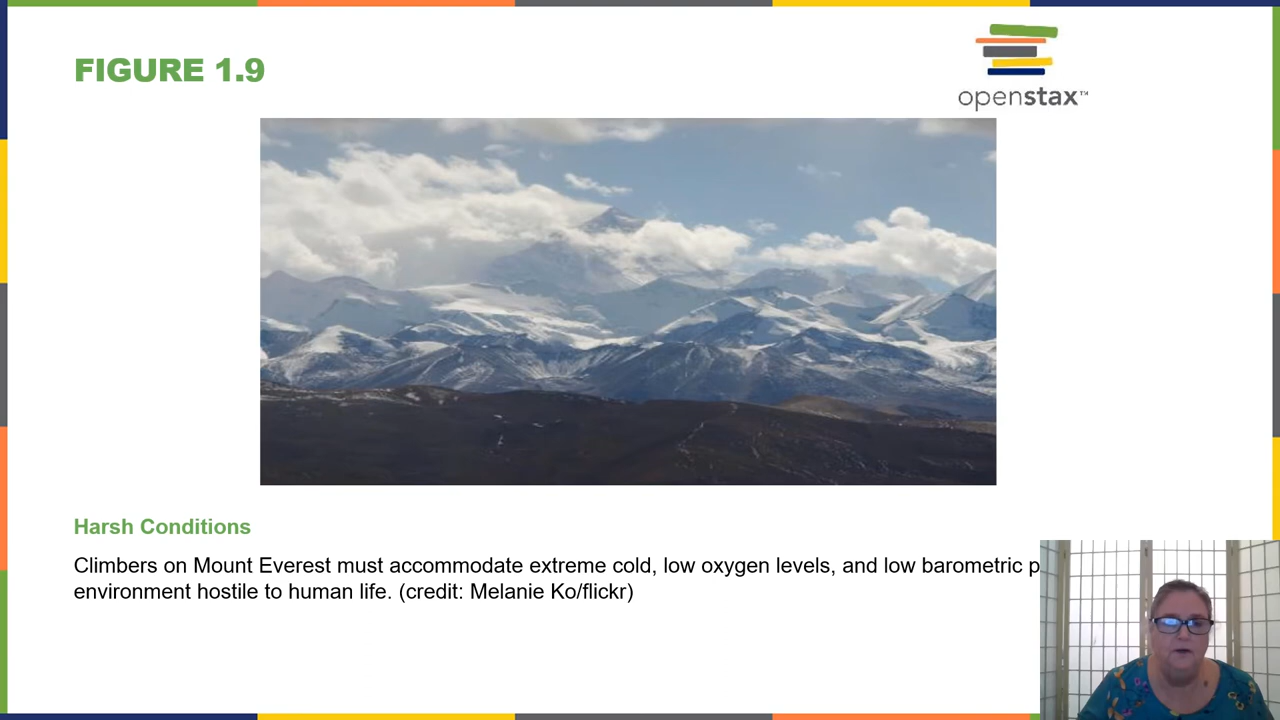 FIGURE 1.9
openstax™
Harsh Conditions
Climbers on Mount Everest must accommodate extreme cold, low oxygen levels, and low barometric p
environment hostile to human life. (credit: Melanie Ko/flickr)